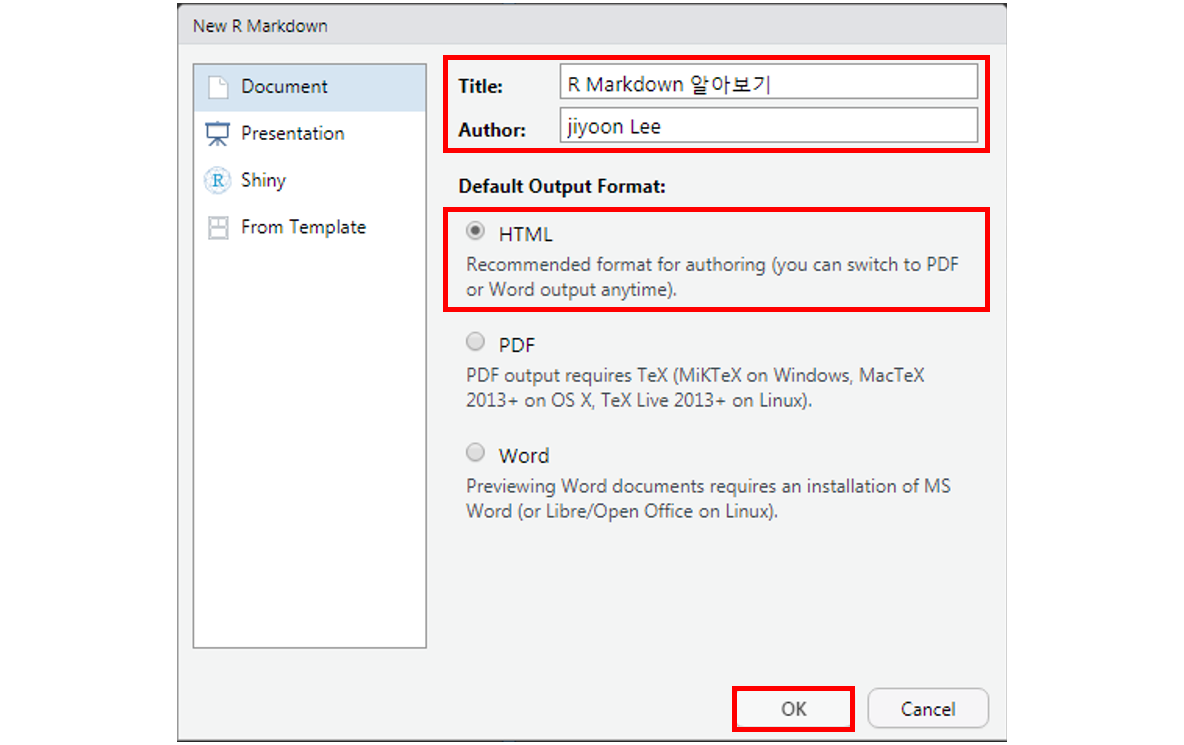 New R Markdown
Document
Presentation
Shiny
From Template
Title: R Markdown 알아보기
Author: jiyoon Lee
Default Output Format:
HTML
Recommended format for authoring (you can switch to PDF
or Word output anytime).
PDF
PDF output requires TeX (MiKTeX on Windows, MacTeX
2013+ on OS X, TeX Live 2013+ on Linux).
Word
Previewing Word documents requires an installation of MS
Word (or Libre/Open Office on Linux).
OK Cancel